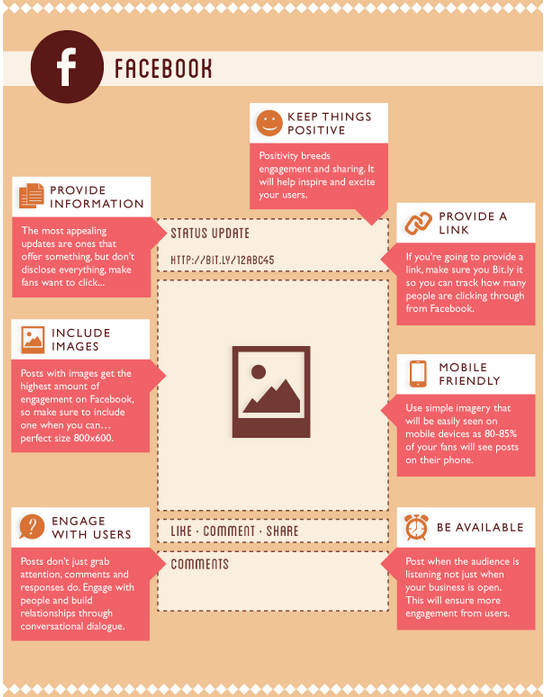 f
FACEBOOK
KEEP THINGS
POSITIVE
Positivity breeds
engagement and sharing. It
will help inspire and excite
your users.
PROVIDE
INFORMATION
The most appealing
updates are ones that
offer something, but don't
disclose everything, make
fans want to click...
STATUS UPDATE
HTTP://BIT.LY/12ABC45
PROVIDE A
LINK
If you're going to provide a
link, make sure you Bit.ly it
so you can track how many
people are clicking through
from Facebook.
INCLUDE
IMAGES
Posts with images get the
highest amount of
engagement on Facebook,
so make sure to include
one when you can...
perfect size 800x600.
MOBILE
FRIENDLY
Use simple imagery that
will be easily seen on
mobile devices as 80-85%
of your fans will see posts
on their phone.
ENGAGE
WITH USERS
Posts don't just grab
attention, comments and
responses do. Engage with
people and build
relationships through
conversational dialogue.
LIKE · COMMENT · SHARE
COMMENTS
BE AVAILABLE
Post when the audience is
listening not just when
your business is open.
This will ensure more
engagement from users.